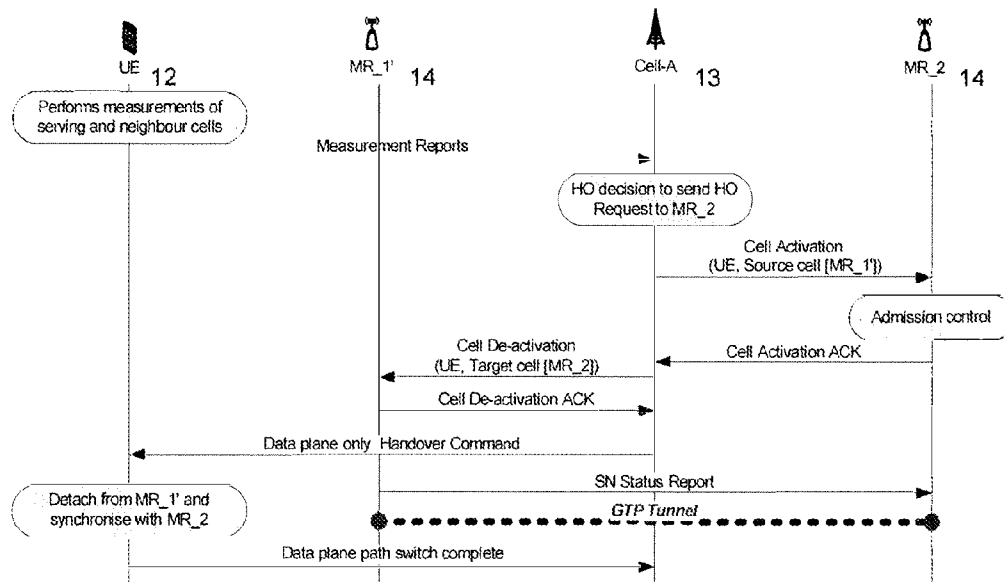 UE
12
MR_1'
14
Cell-A
13
MR_2
14
Performs measurements of
serving and neighbour cells
Measurement Reports
HO decision to send HO
Request to MR_2
Cell Activation
(UE, Source cell [MR_1'])
Admission control
Cell Activation ACK
Cell De-activation
(UE, Target cell [MR_2])
Cell De-activation ACK
Data plane only Handover Command
SN Status Report
Detach from MR_1' and
synchronise with MR_2
GTP Tunnel
Data plane path switch complete